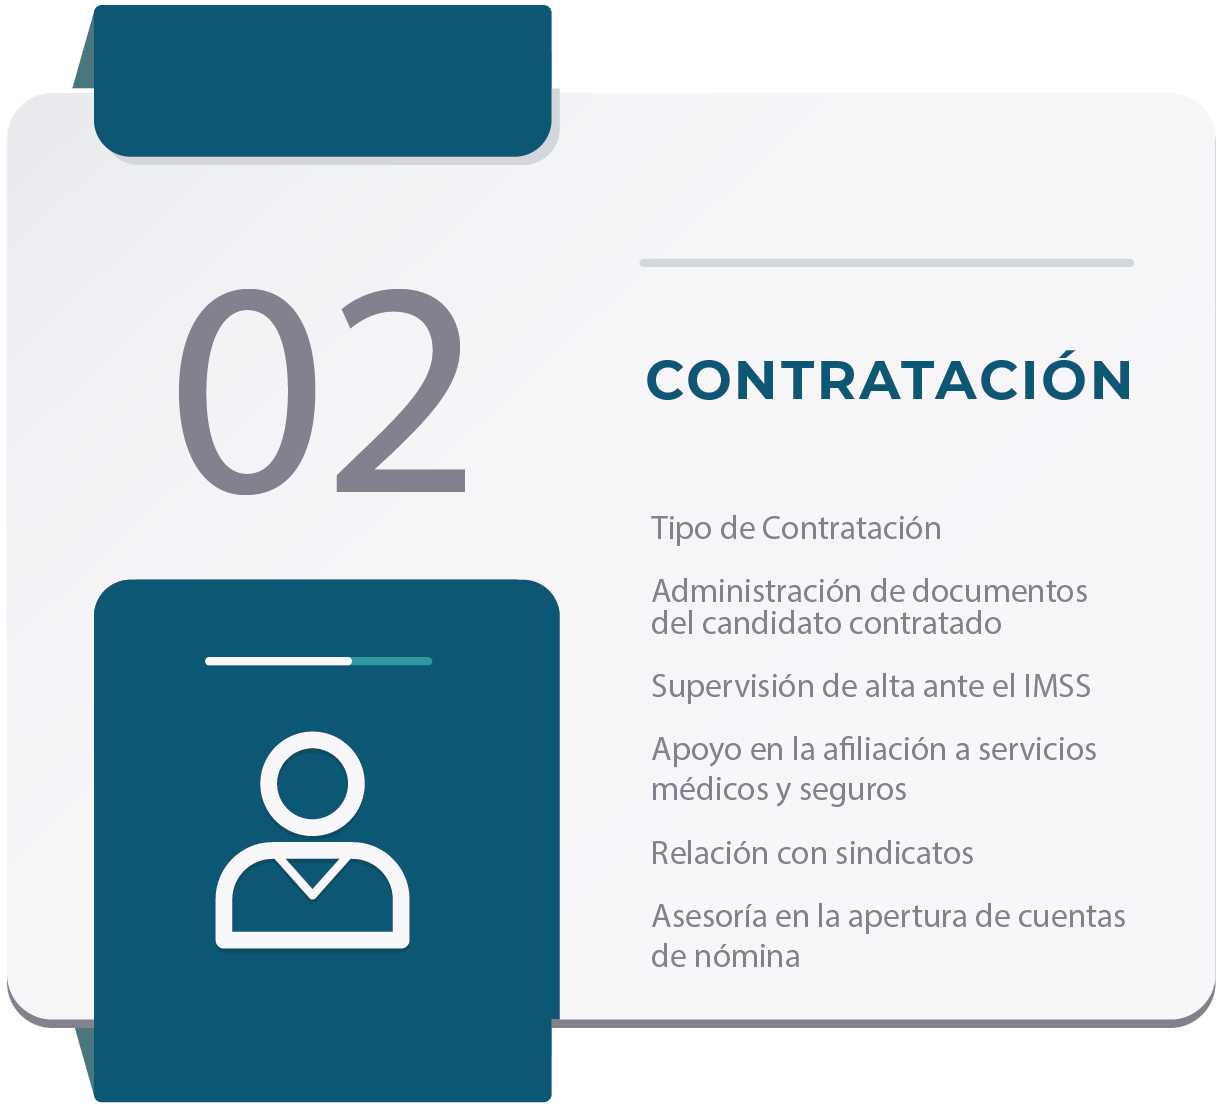 02
CONTRATACIÓN
Tipo de Contratación
Administración de documentos
del candidato contratado
Supervisión de alta ante el IMSS
Apoyo en la afiliación a servicios
médicos y seguros
Relación con sindicatos
Asesoría en la apertura de cuentas
de nómina